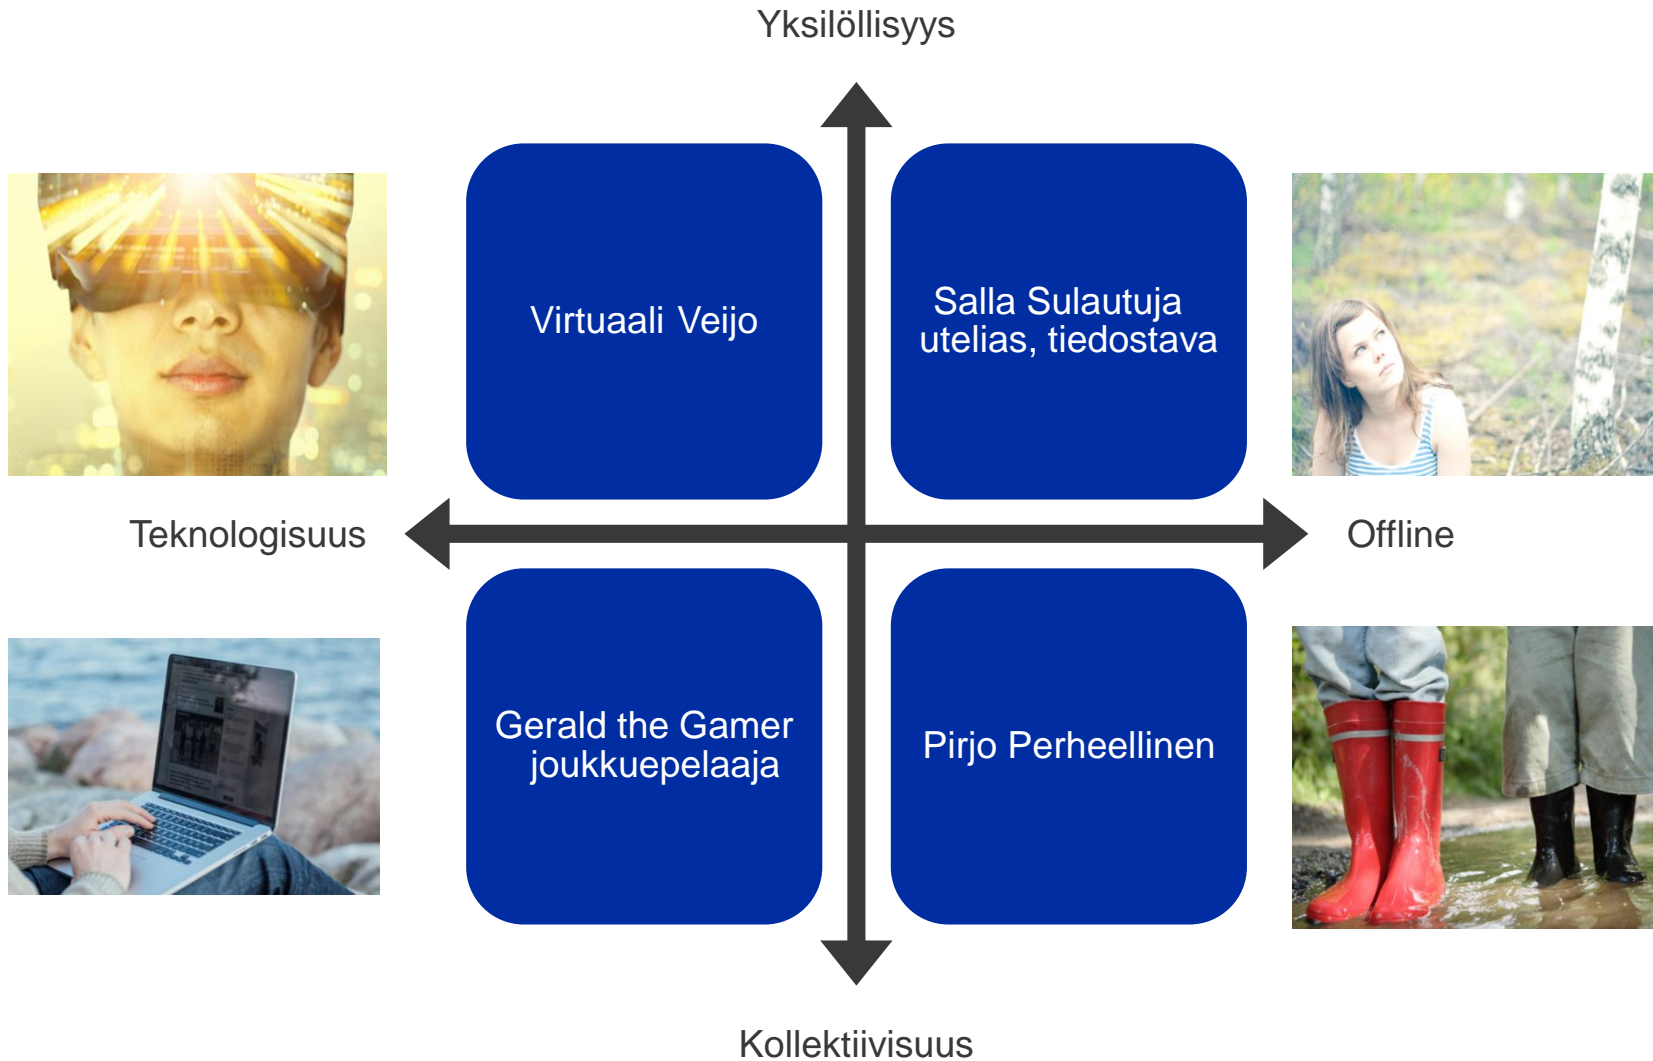 Yksilöllisyys
Virtuaali Veijo
Salla Sulautuja
utelias, tiedostava
Teknologisuus
Offline
Gerald the Gamer
joukkuepelaaja
Pirjo Perheellinen
Kollektiivisuus